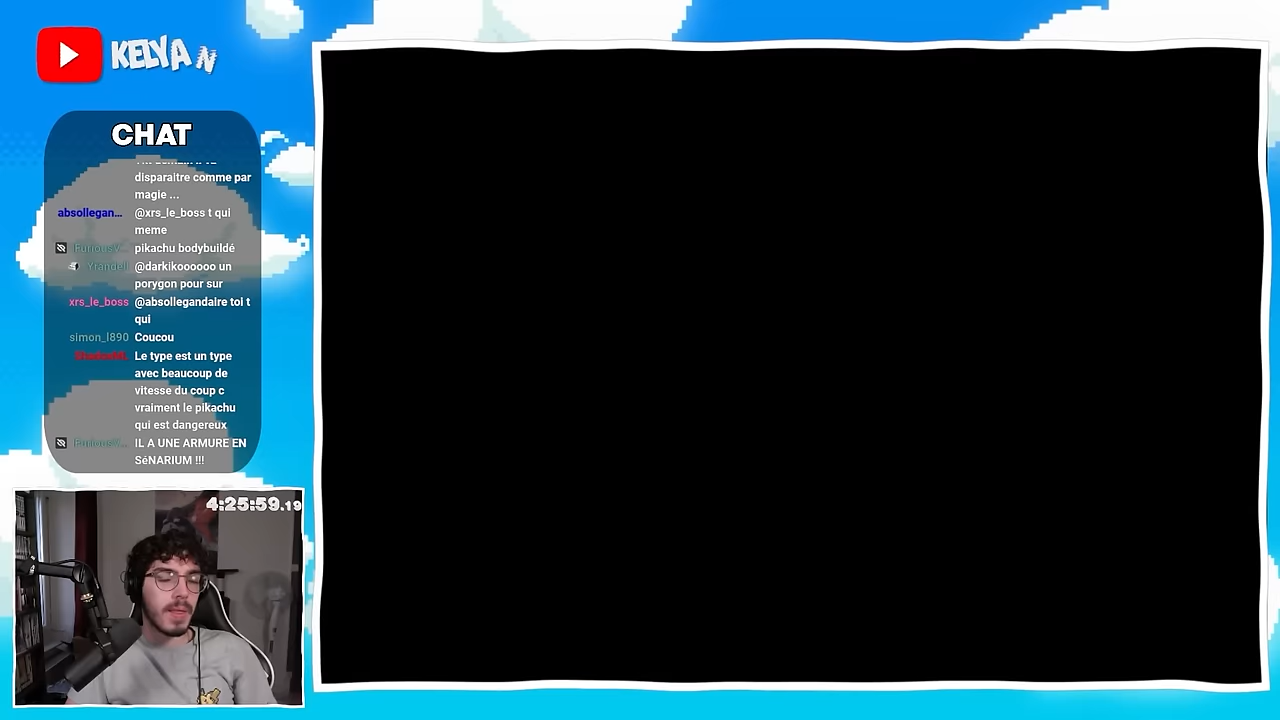 KELYAN
CHAT
disparaitre comme par
magie ...
absollegan... @xrs_le_boss t qui
meme
pikachu bodybuildé
Yrandell @darkikoooooo un
porygon pour sur
xrs_le_boss @absollegandaire toi t
qui
simon_l890 Coucou
Le type est un type
avec beaucoup de
vitesse du coup c
vraiment le pikachu
qui est dangereux
IL A UNE ARMURE EN
SéNARIUM !!!
4:25:59.19